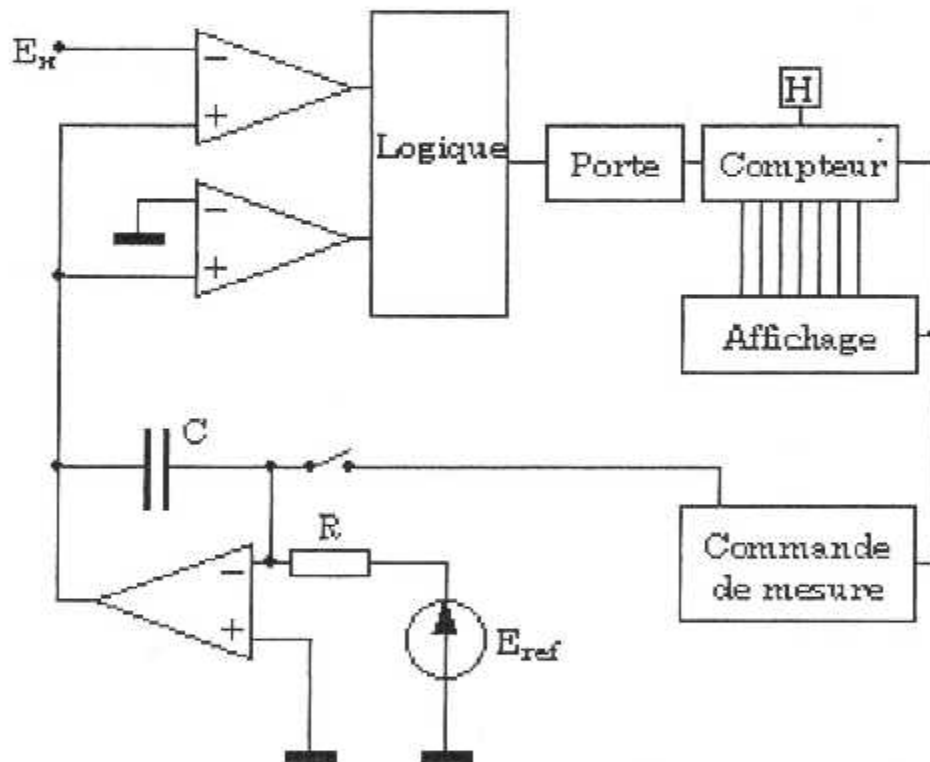 Ex
−
+
Logique
−
+
H
Porte
Compteur
Affichage
C
R
−
+
Eref
Commande
de mesure